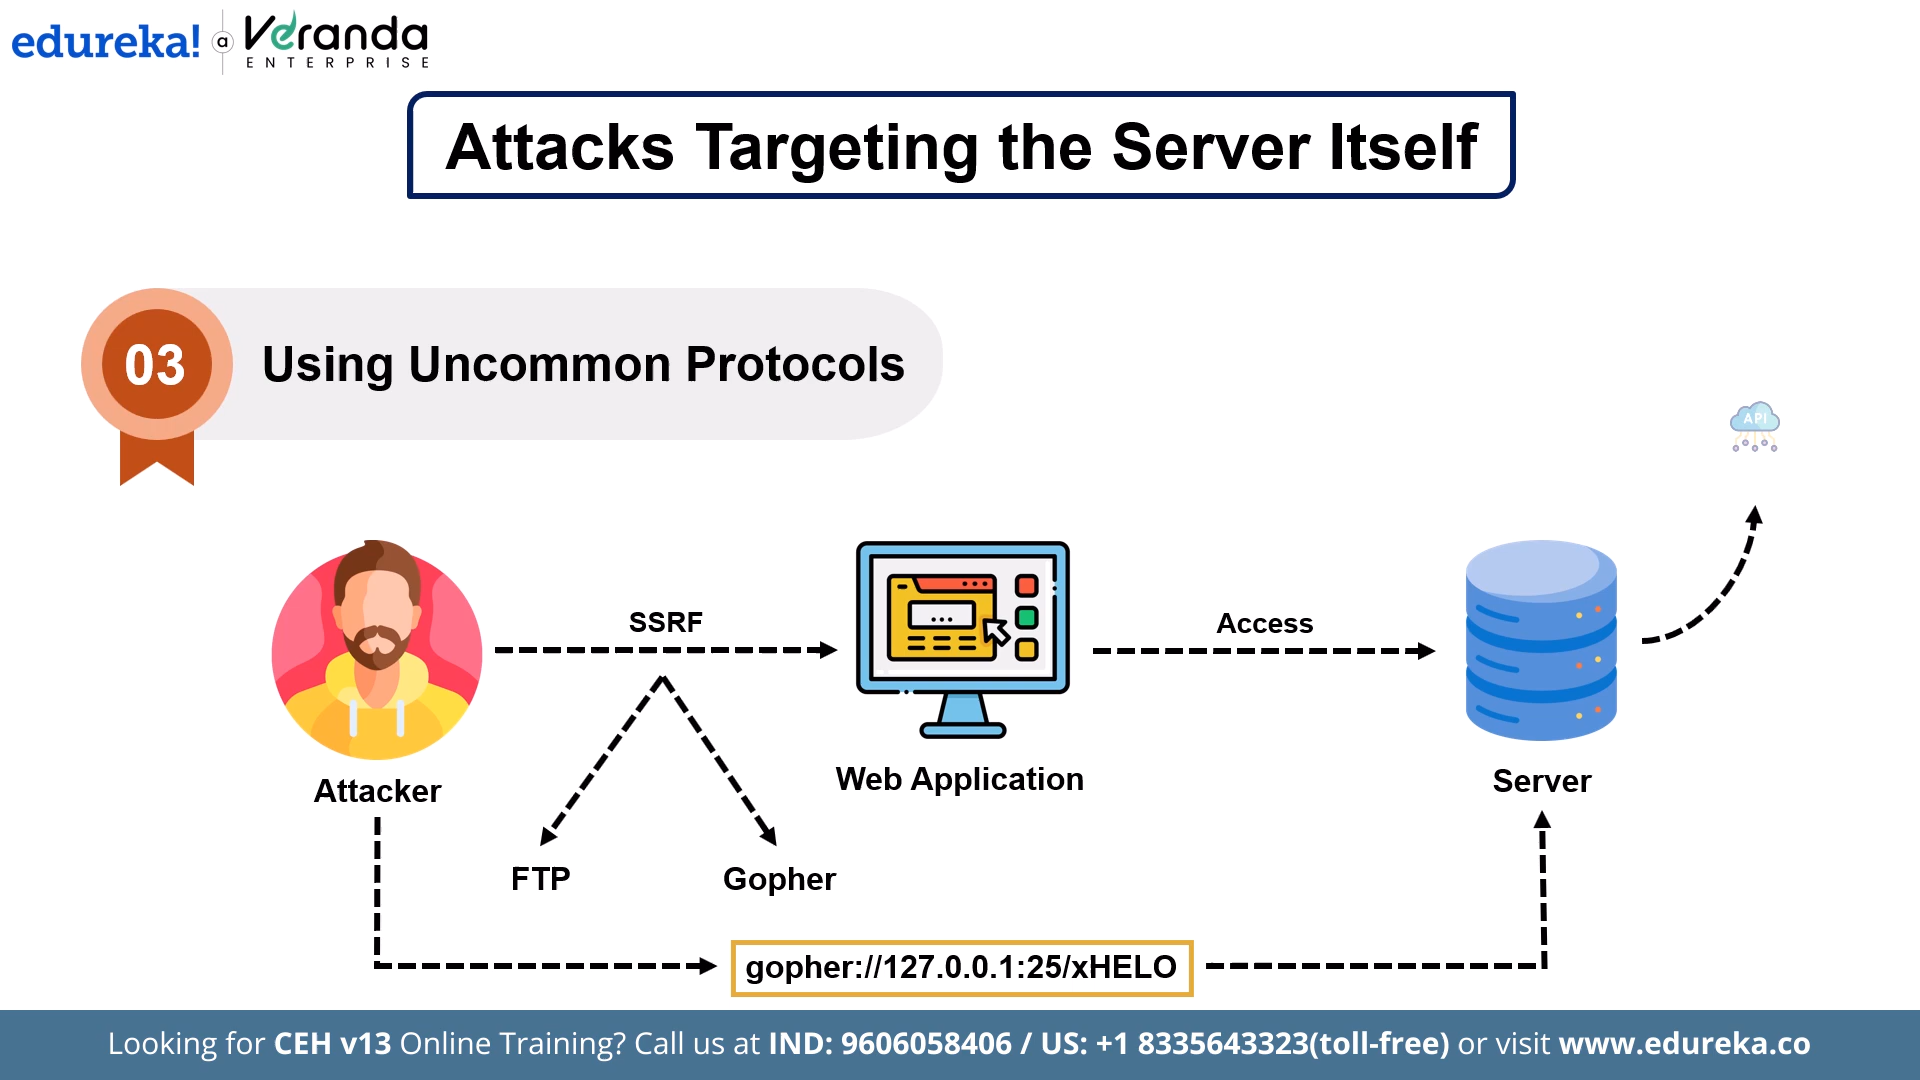 edureka! a Veranda
ENTERPRISE
Attacks Targeting the Server Itself
03
Using Uncommon Protocols
API
SSRF
Access
Attacker
Web Application
Server
FTP
Gopher
gopher://127.0.0.1:25/xHELO
Looking for CEH v13 Online Training? Call us at IND: 9606058406 / US: +1 8335643323(toll-free) or visit www.edureka.co